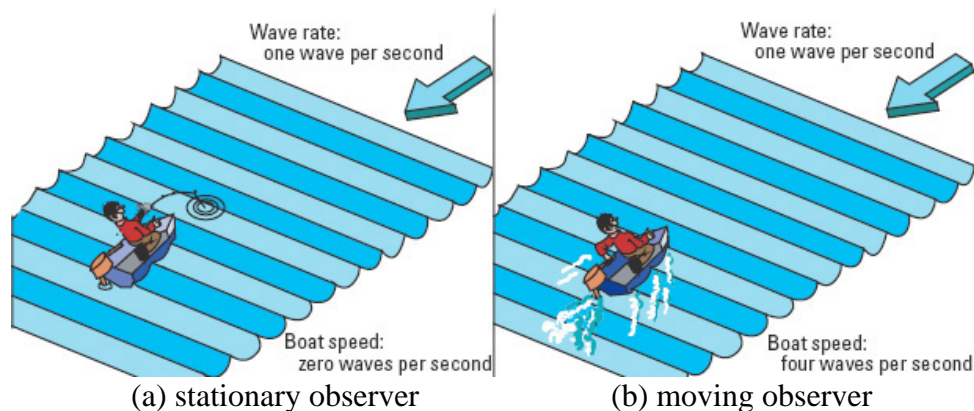 Wave rate:
one wave per second
Wave rate:
one wave per second
Boat speed:
zero waves per second
Boat speed:
four waves per second
(a) stationary observer
(b) moving observer